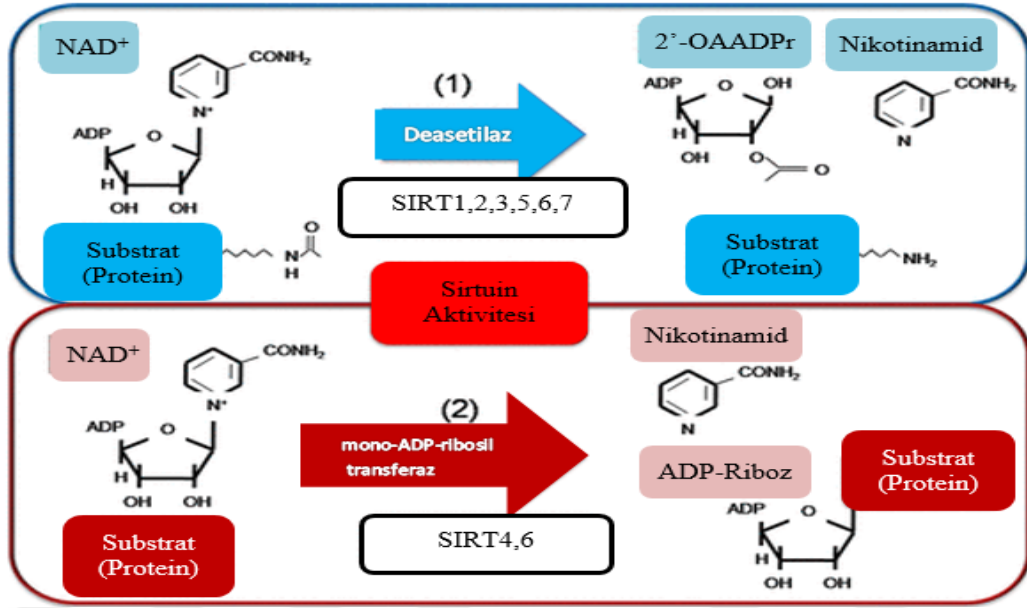 NAD⁺
CONH₂
N⁺
ADP
O
H
OH OH
Substrat
(Protein)
O
N
H
(1)
Deasetilaz
SIRT1,2,3,5,6,7
2’-OAADPr
Nikotinamid
ADP
O
OH
H
OH
O
O
CONH₂
N
Substrat
(Protein)
NH₂
Sirtuin
Aktivitesi
NAD⁺
CONH₂
N⁺
ADP
O
H
OH OH
Substrat
(Protein)
(2)
mono-ADP-ribosil
transferaz
SIRT4,6
Nikotinamid
CONH₂
N
ADP-Riboz
Substrat
(Protein)
ADP
O
H
OH OH